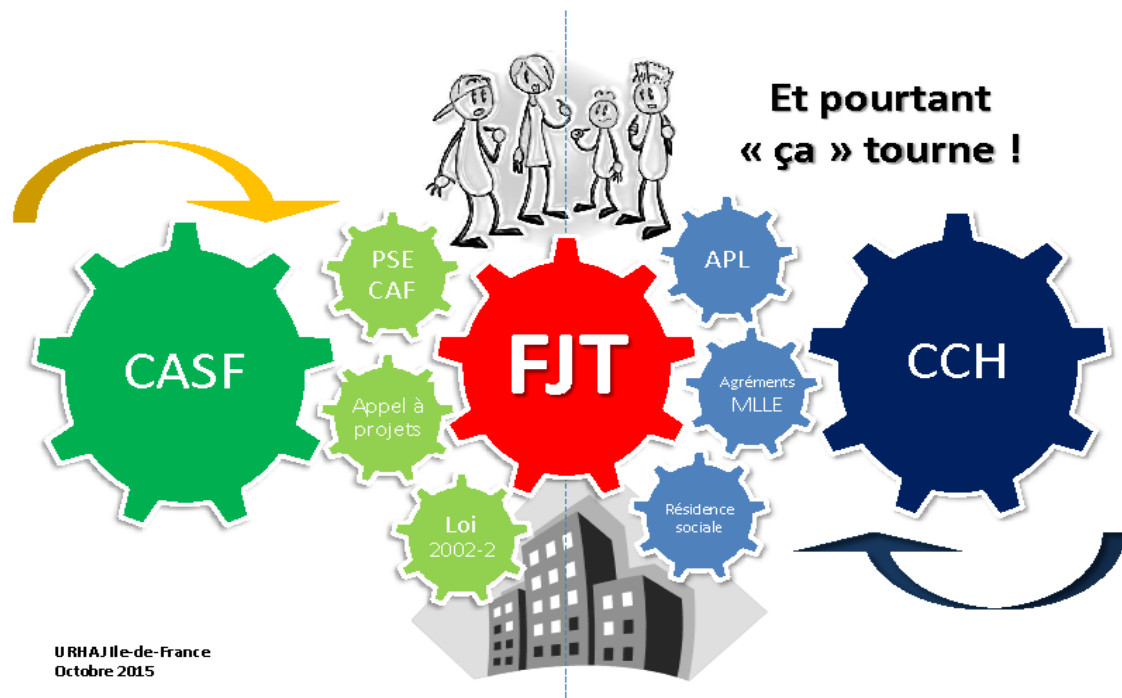 Et pourtant
« ça » tourne !
CASF
PSE
CAF
Appel à
projets
Loi
2002-2
FJT
APL
Agréments
MLLE
Résidence
sociale
CCH
URHAJ Ile-de-France
Octobre 2015